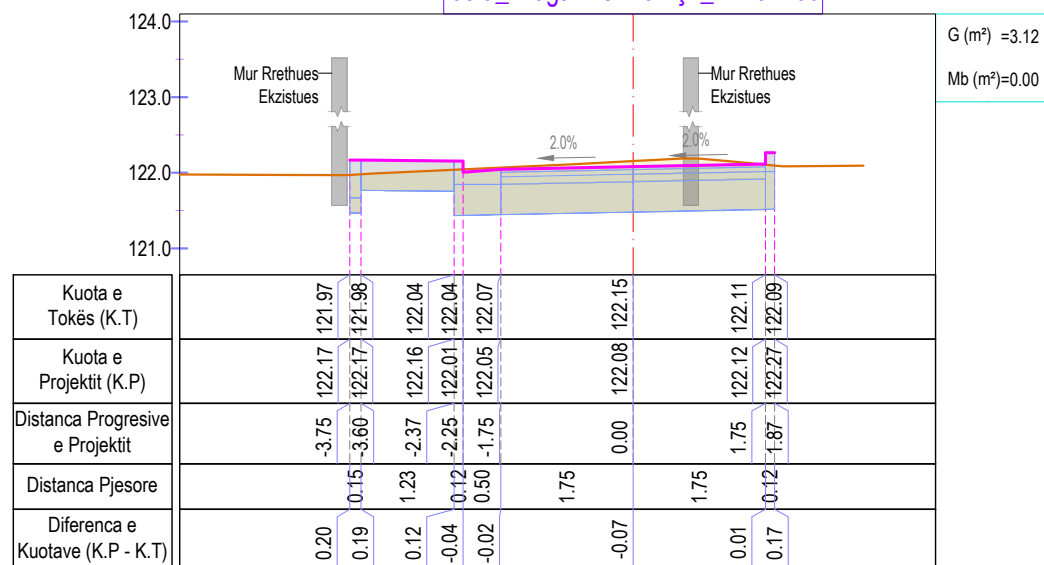 124.0
G (m²) =3.12
Mur Rrethues
Ekzistues
Mur Rrethues
Ekzistues
Mb (m²)=0.00
123.0
2.0%
2.0%
122.0
121.0
Kuota e
Tokës (K.T)
121.97 121.98 122.04 122.04 122.07 122.15 122.11 122.09
Kuota e
Projektit (K.P)
122.17 122.17 122.16 122.01 122.05 122.08 122.12 122.27
Distanca Progresive
e Projektit
-3.75 -3.60 -2.37 -2.25 -1.75 0.00 1.75 1.87
Distanca Pjesore
0.15 1.23 0.12 0.50 1.75 1.75 0.12
Diferenca e
Kuotave (K.P - K.T)
0.20 0.19 0.12 -0.04 -0.02 -0.07 0.01 0.17